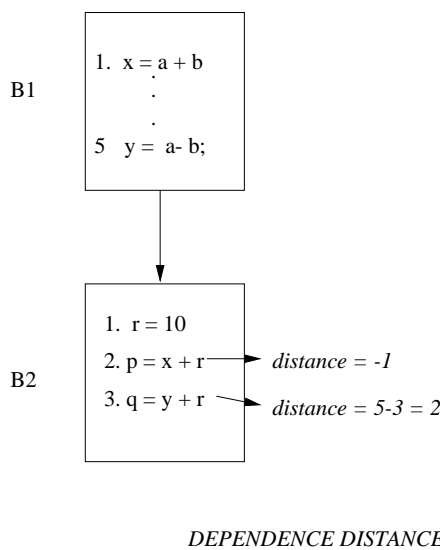 B1
1. x = a + b
.
.
.
5 y = a- b;
B2
1. r = 10
2. p = x + r
distance = -1
3. q = y + r
distance = 5-3 = 2
DEPENDENCE DISTANCE